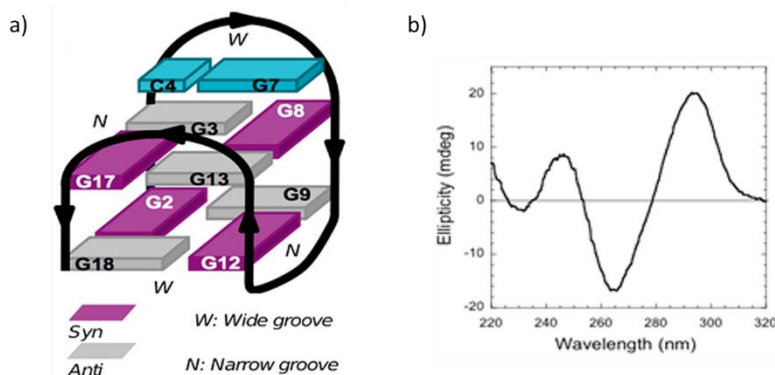 a)
W
C4
G7
N
G3
G8
G17
G13
G2
G9
G18
G12
N
W
Syn
Anti
W: Wide groove
N: Narrow groove
b)
Ellipticity (mdeg)
20
10
0
-10
-20
220 240 260 280 300 320
Wavelength (nm)